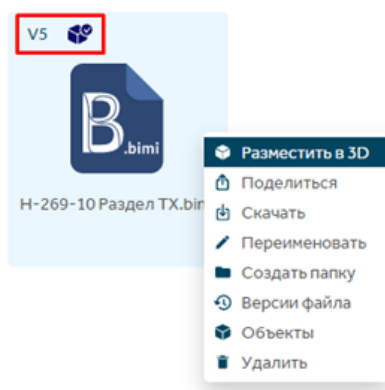 V5
B
.bimi
Н-269-10 Раздел ТХ.bim
Разместить в 3D
Поделиться
Скачать
Переименовать
Создать папку
Версии файла
Объекты
Удалить